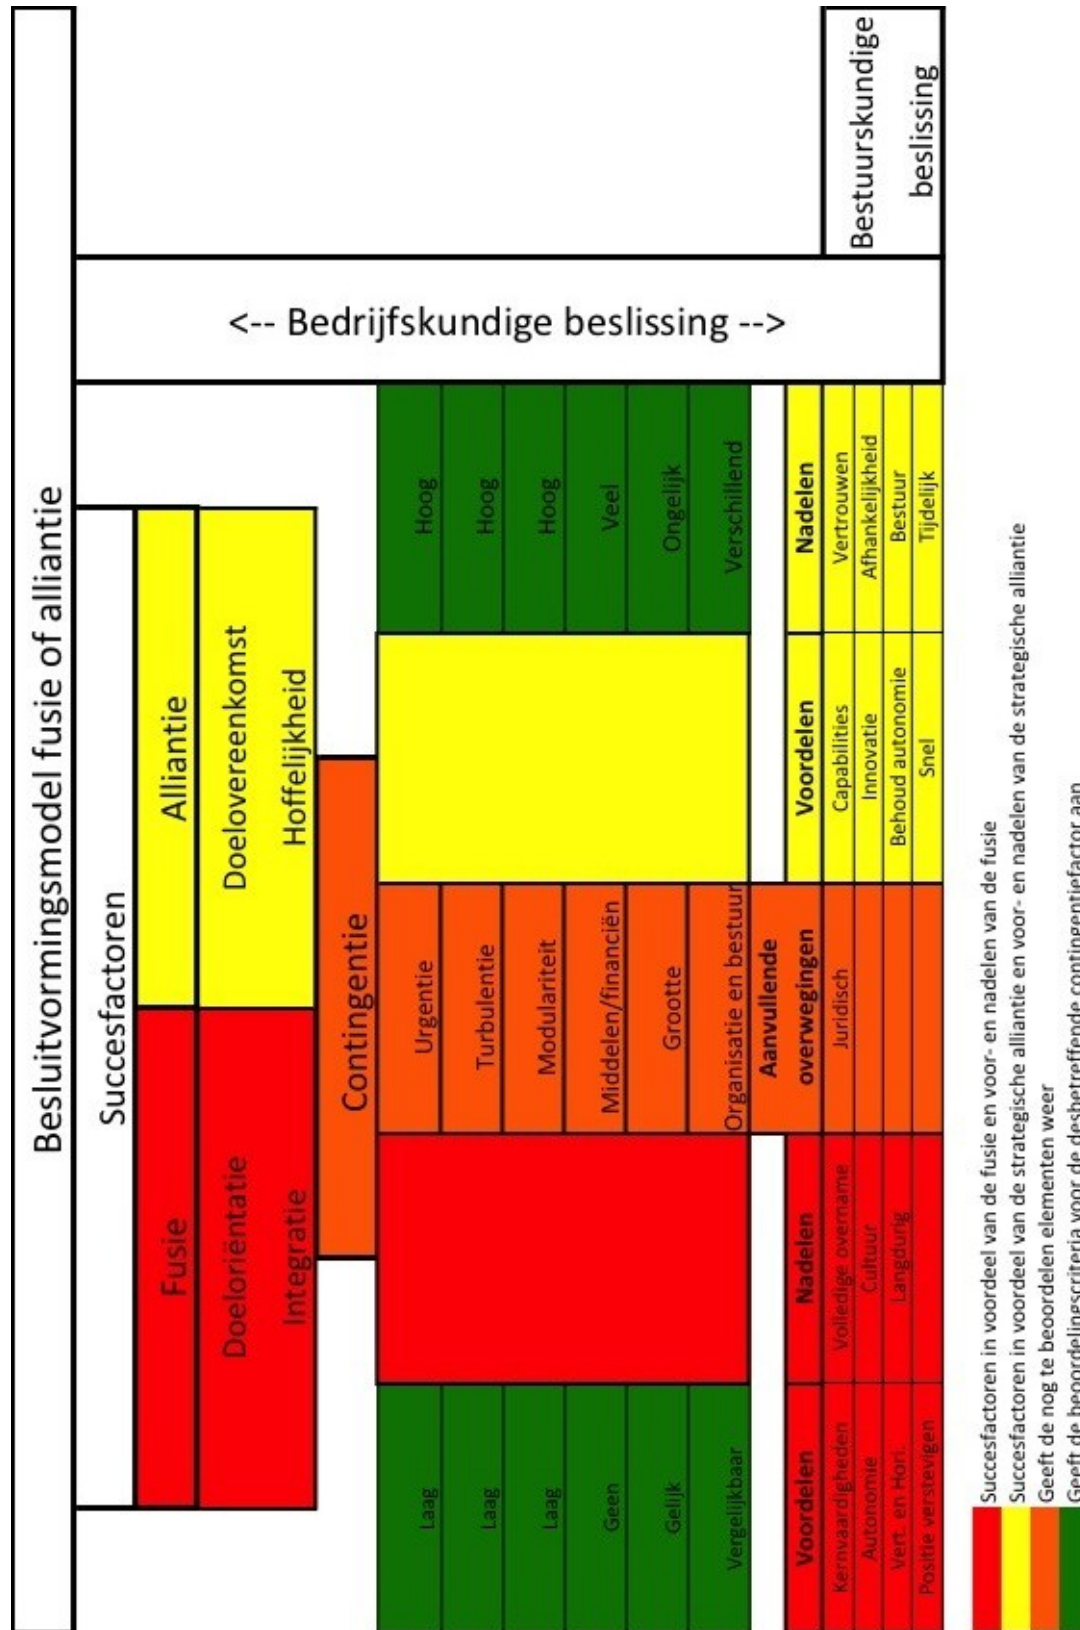 Besluitvormingsmodel fusie of alliantie
Succesfactoren
Fusie
Alliantie
Doeloriëntatie
Integratie
Doelovereenkomst
Hoffelijkheid
Contingentie
Laag
Urgentie
Hoog
Laag
Turbulentie
Hoog
Laag
Modulariteit
Hoog
Geen
Middelen/financiën
Veel
Gelijk
Grootte
Ongelijk
Vergelijkbaar
Organisatie en bestuur
Verschillend
Aanvullende
overwegingen
Voordelen
Nadelen
Voordelen
Nadelen
Kernvaardigheden
Volledige overname
Juridisch
Capabilities
Vertrouwen
Autonomie
Cultuur
Innovatie
Afhankelijkheid
Vert. en Hori.
Langdurig
Behoud autonomie
Bestuur
Positie verstevigen
Snel
Tijdelijk
<-- Bedrijfskundige beslissing -->
Bestuurskundige
beslissing
Succesfactoren in voordeel van de fusie en voor- en nadelen van de fusie
Succesfactoren in voordeel van de strategische alliantie en voor- en nadelen van de strategische alliantie
Geeft de nog te beoordelen elementen weer
Geeft de beoordelingscriteria voor de desbetreffende contingentiefactor aan